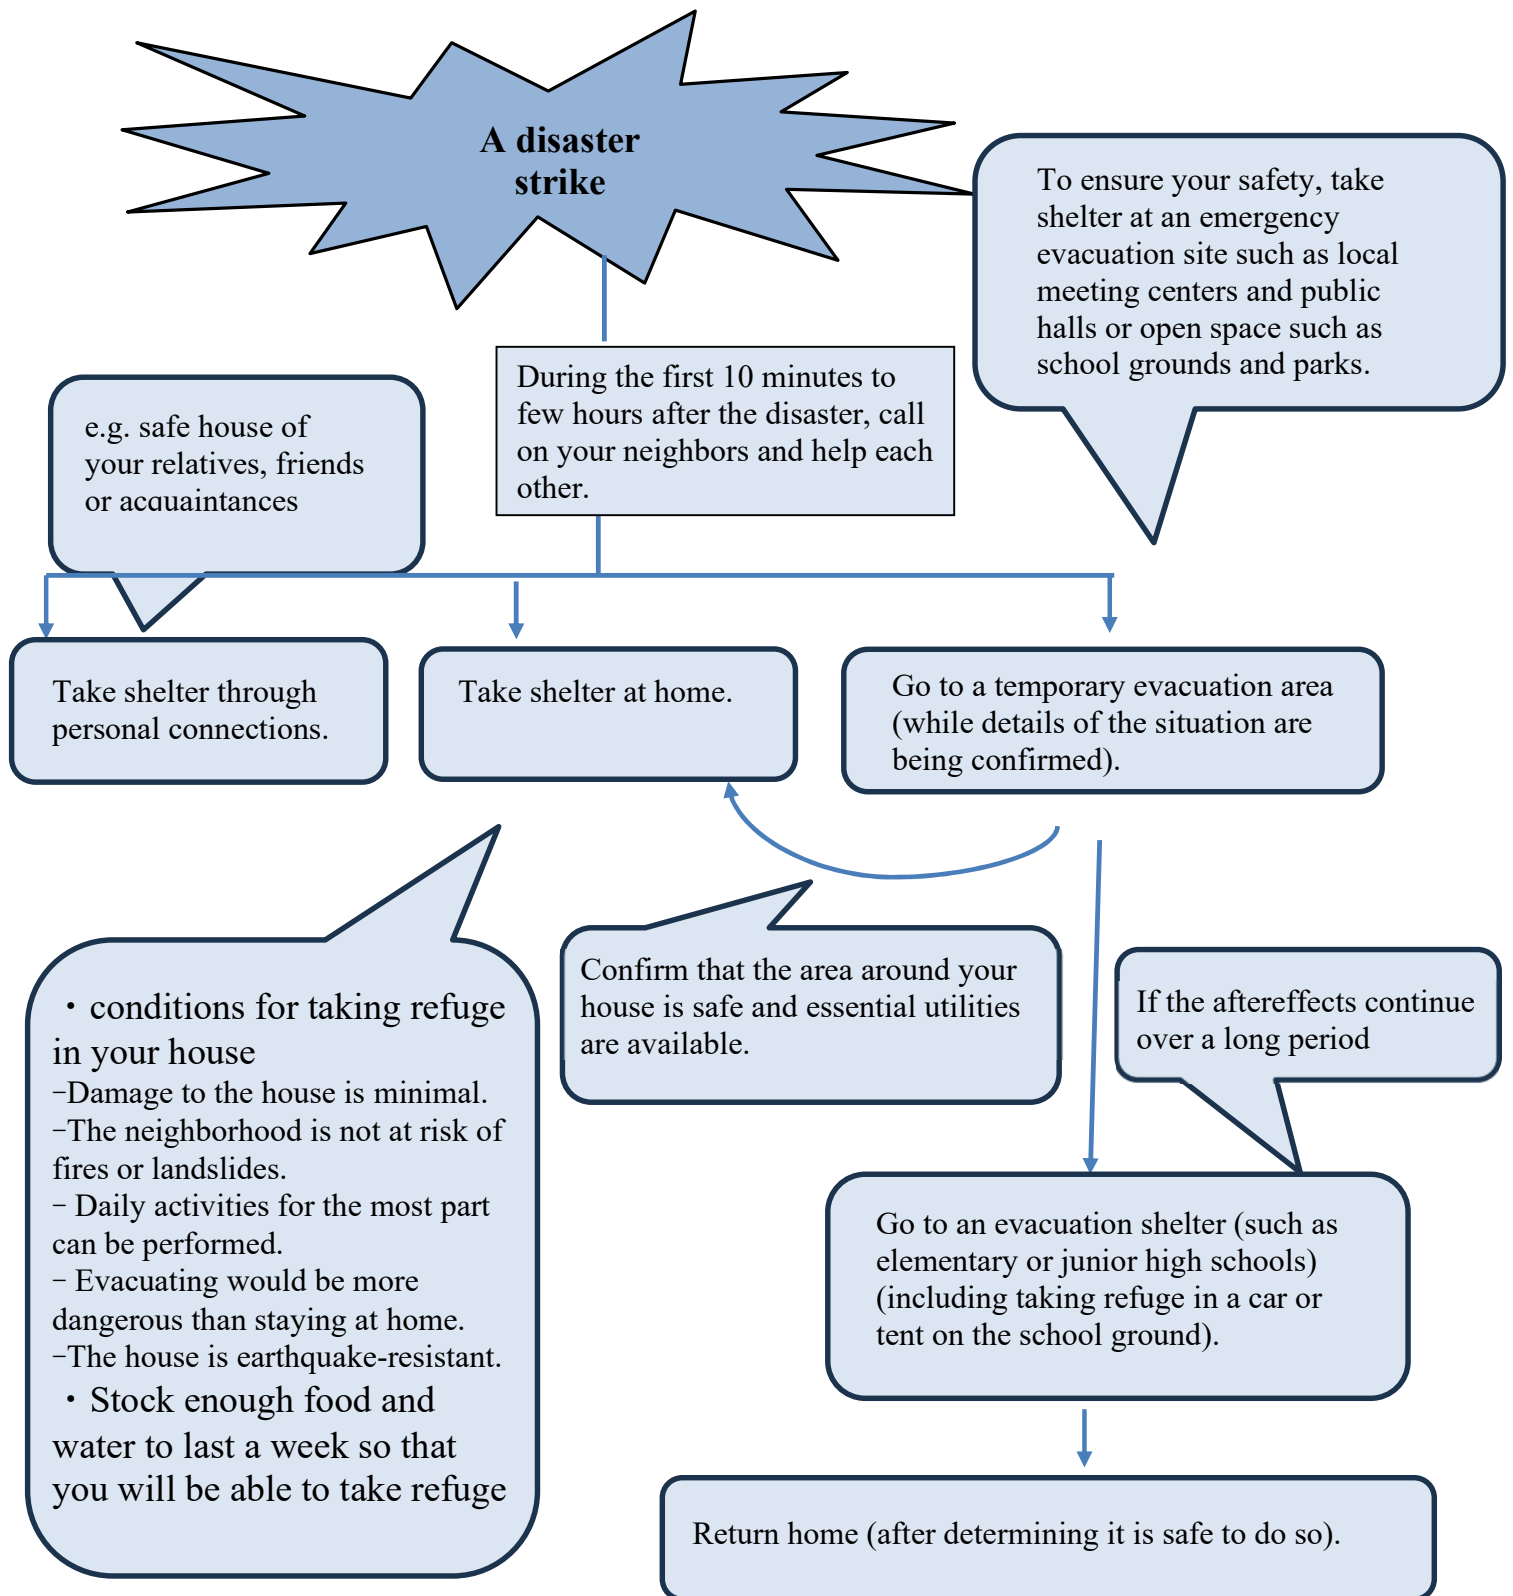 A disaster
strike
To ensure your safety, take
shelter at an emergency
evacuation site such as local
meeting centers and public
halls or open space such as
school grounds and parks.
During the first 10 minutes to
few hours after the disaster, call
on your neighbors and help each
other.
e.g. safe house of
your relatives, friends
or acquaintances
Take shelter through
personal connections.
Take shelter at home.
Go to a temporary evacuation area
(while details of the situation are
being confirmed).
・conditions for taking refuge
in your house
−Damage to the house is minimal.
−The neighborhood is not at risk of
fires or landslides.
− Daily activities for the most part
can be performed.
− Evacuating would be more
dangerous than staying at home.
−The house is earthquake-resistant.
・Stock enough food and
water to last a week so that
you will be able to take refuge
Confirm that the area around your
house is safe and essential utilities
are available.
If the aftereffects continue
over a long period
Go to an evacuation shelter (such as
elementary or junior high schools)
(including taking refuge in a car or
tent on the school ground).
Return home (after determining it is safe to do so).